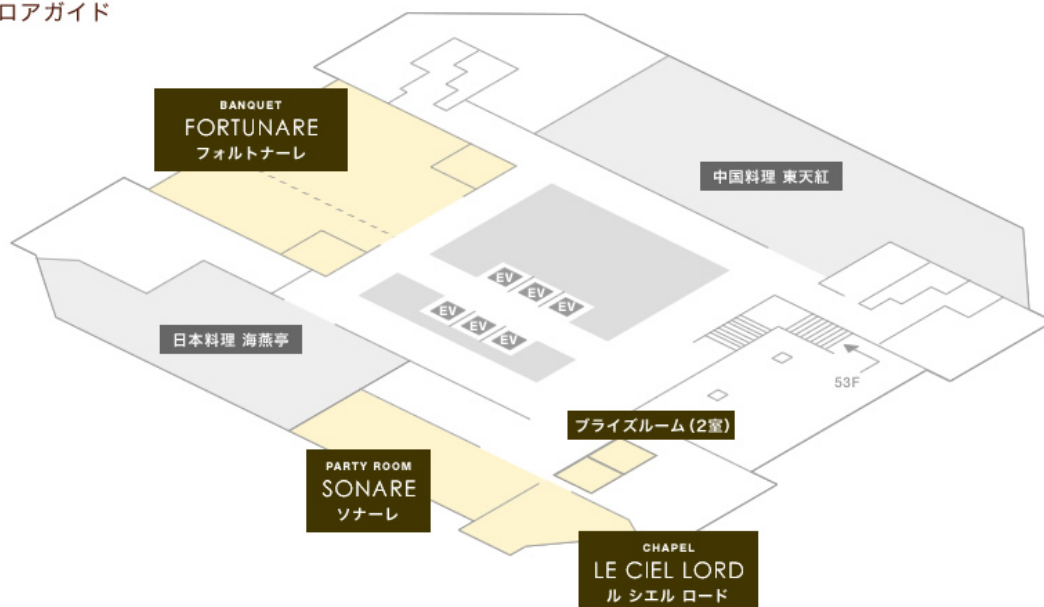 ロアガイド
BANQUET
FORTUNARE
フォルトナーレ
中国料理 東天紅
EV
EV
EV
EV
EV
EV
日本料理 海燕亭
53F
ブライズルーム(2室)
PARTY ROOM
SONARE
ソナーレ
CHAPEL
LE CIEL LORD
ル シエル ロード